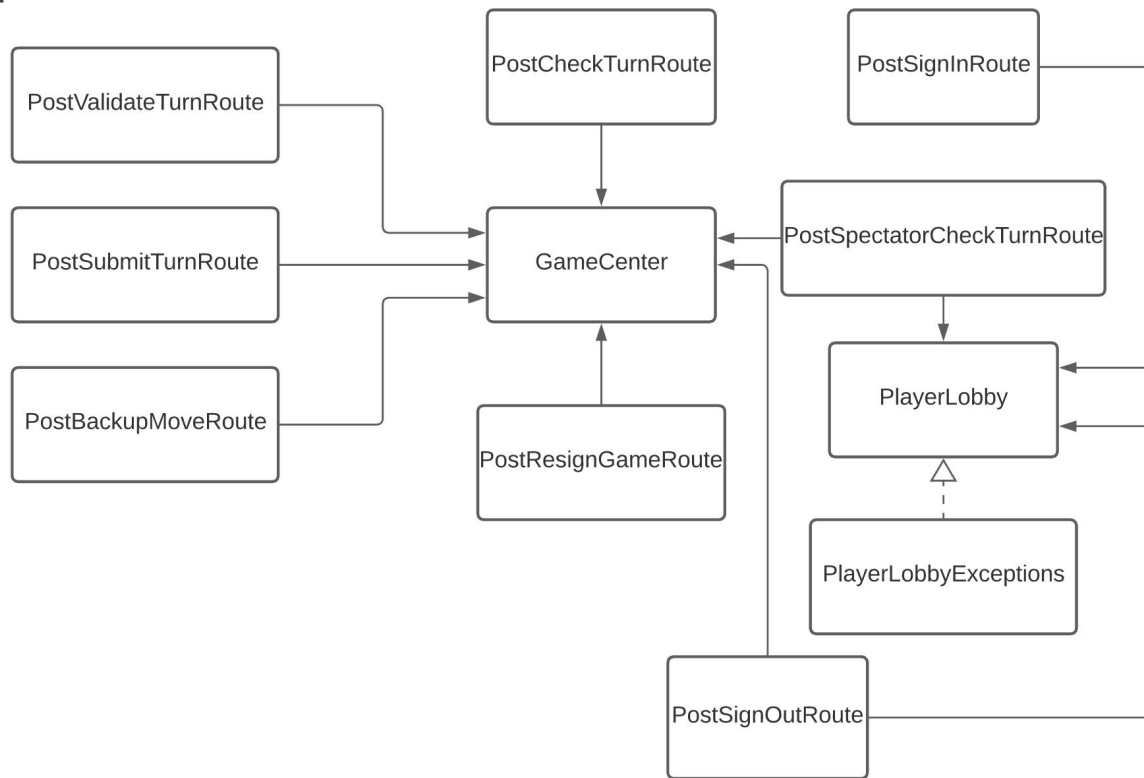 PostCheckTurnRoute
PostSignInRoute
PostValidateTurnRoute
PostSpectatorCheckTurnRoute
PostSubmitTurnRoute
GameCenter
PlayerLobby
PostBackupMoveRoute
PostResignGameRoute
PlayerLobbyExceptions
PostSignOutRoute